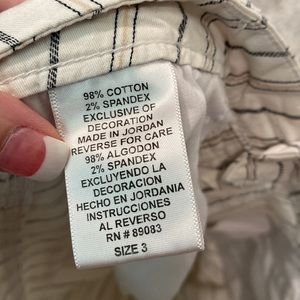 98% COTTON
2% SPANDEX
EXCLUSIVE OF
DECORATION
MADE IN JORDAN
REVERSE FOR CARE
98% ALGODON
2% SPANDEX
EXCLUYENDO LA
DECORACION
HECHO EN JORDANIA
INSTRUCCIONES
AL REVERSO
RN # 89083
SIZE 3